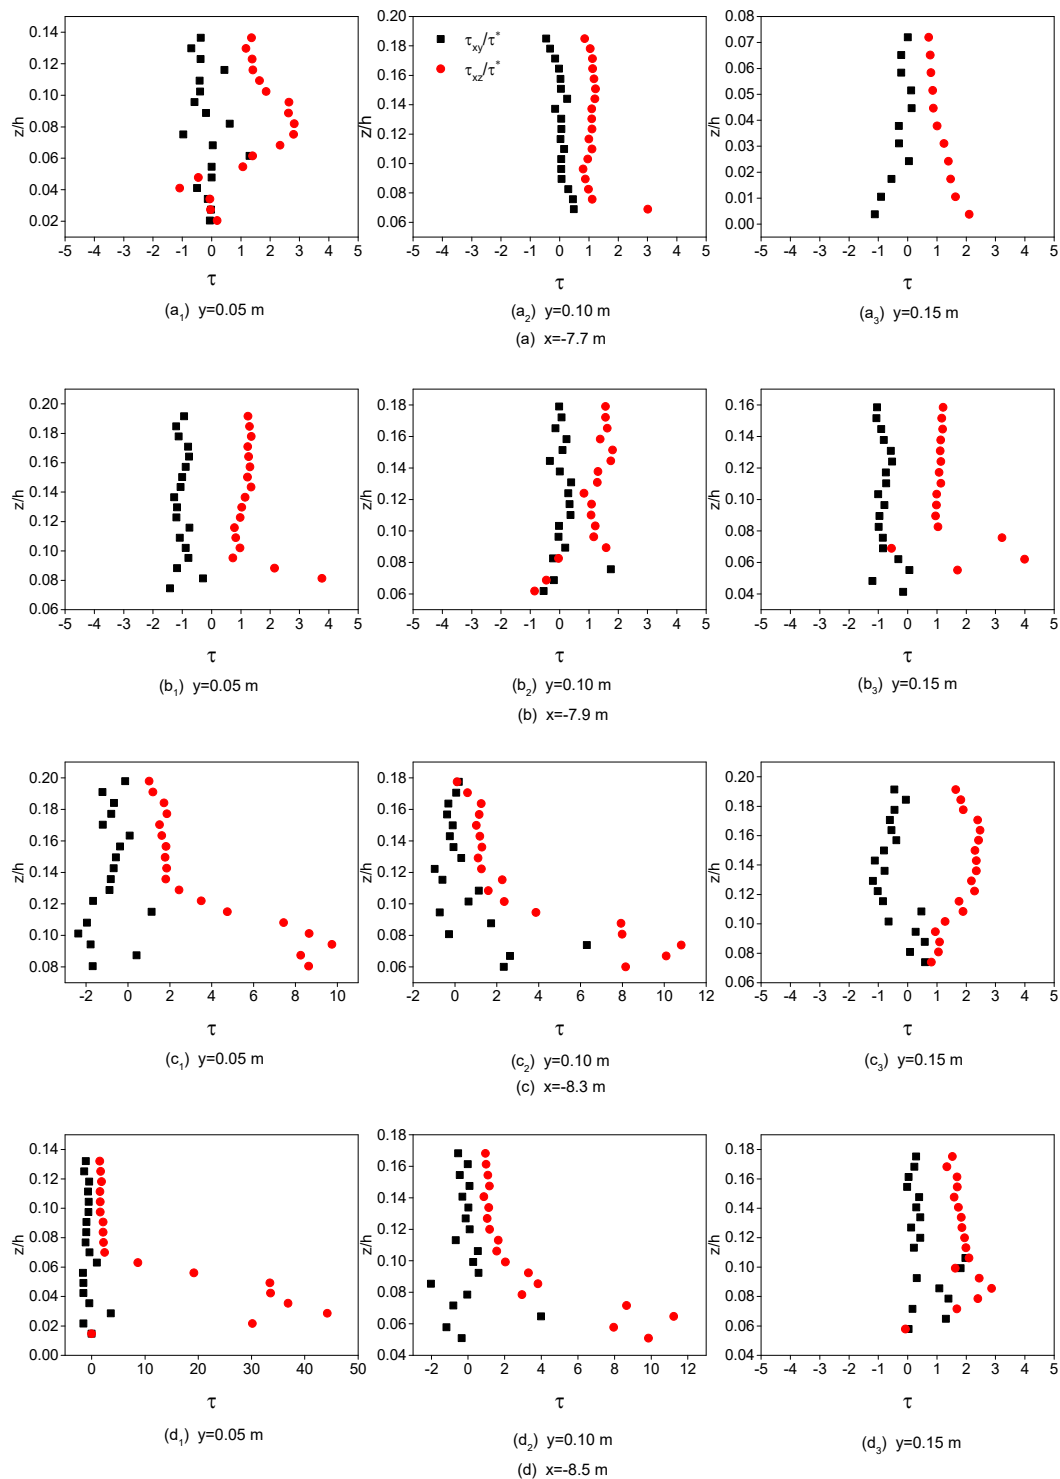 τxy/τ*
τxz/τ*
0.14
0.12
0.10
0.08
0.06
0.04
0.02
z/h
-5 -4 -3 -2 -1 0 1 2 3 4 5
τ
(a1) y=0.05 m
0.20
0.18
0.16
0.14
0.12
0.10
0.08
0.06
z/h
-5 -4 -3 -2 -1 0 1 2 3 4 5
τ
(a2) y=0.10 m
(a) x=-7.7 m
0.08
0.07
0.06
0.05
0.04
0.03
0.02
0.01
0.00
z/h
-5 -4 -3 -2 -1 0 1 2 3 4 5
τ
(a3) y=0.15 m
0.20
0.18
0.16
0.14
0.12
0.10
0.08
0.06
z/h
-5 -4 -3 -2 -1 0 1 2 3 4 5
τ
(b1) y=0.05 m
0.18
0.16
0.14
0.12
0.10
0.08
0.06
z/h
-5 -4 -3 -2 -1 0 1 2 3 4 5
τ
(b2) y=0.10 m
(b) x=-7.9 m
0.16
0.14
0.12
0.10
0.08
0.06
0.04
z/h
-5 -4 -3 -2 -1 0 1 2 3 4 5
τ
(b3) y=0.15 m
0.20
0.18
0.16
0.14
0.12
0.10
0.08
z/h
-2 0 2 4 6 8 10
τ
(c1) y=0.05 m
0.18
0.16
0.14
0.12
0.10
0.08
0.06
z/h
-2 0 2 4 6 8 10 12
τ
(c2) y=0.10 m
(c) x=-8.3 m
0.20
0.18
0.16
0.14
0.12
0.10
0.08
0.06
z/h
-5 -4 -3 -2 -1 0 1 2 3 4 5
τ
(c3) y=0.15 m
0.14
0.12
0.10
0.08
0.06
0.04
0.02
0.00
z/h
0 10 20 30 40 50
τ
(d1) y=0.05 m
0.18
0.16
0.14
0.12
0.10
0.08
0.06
0.04
z/h
-2 0 2 4 6 8 10 12
τ
(d2) y=0.10 m
(d) x=-8.5 m
0.18
0.16
0.14
0.12
0.10
0.08
0.06
0.04
z/h
-5 -4 -3 -2 -1 0 1 2 3 4 5
τ
(d3) y=0.15 m